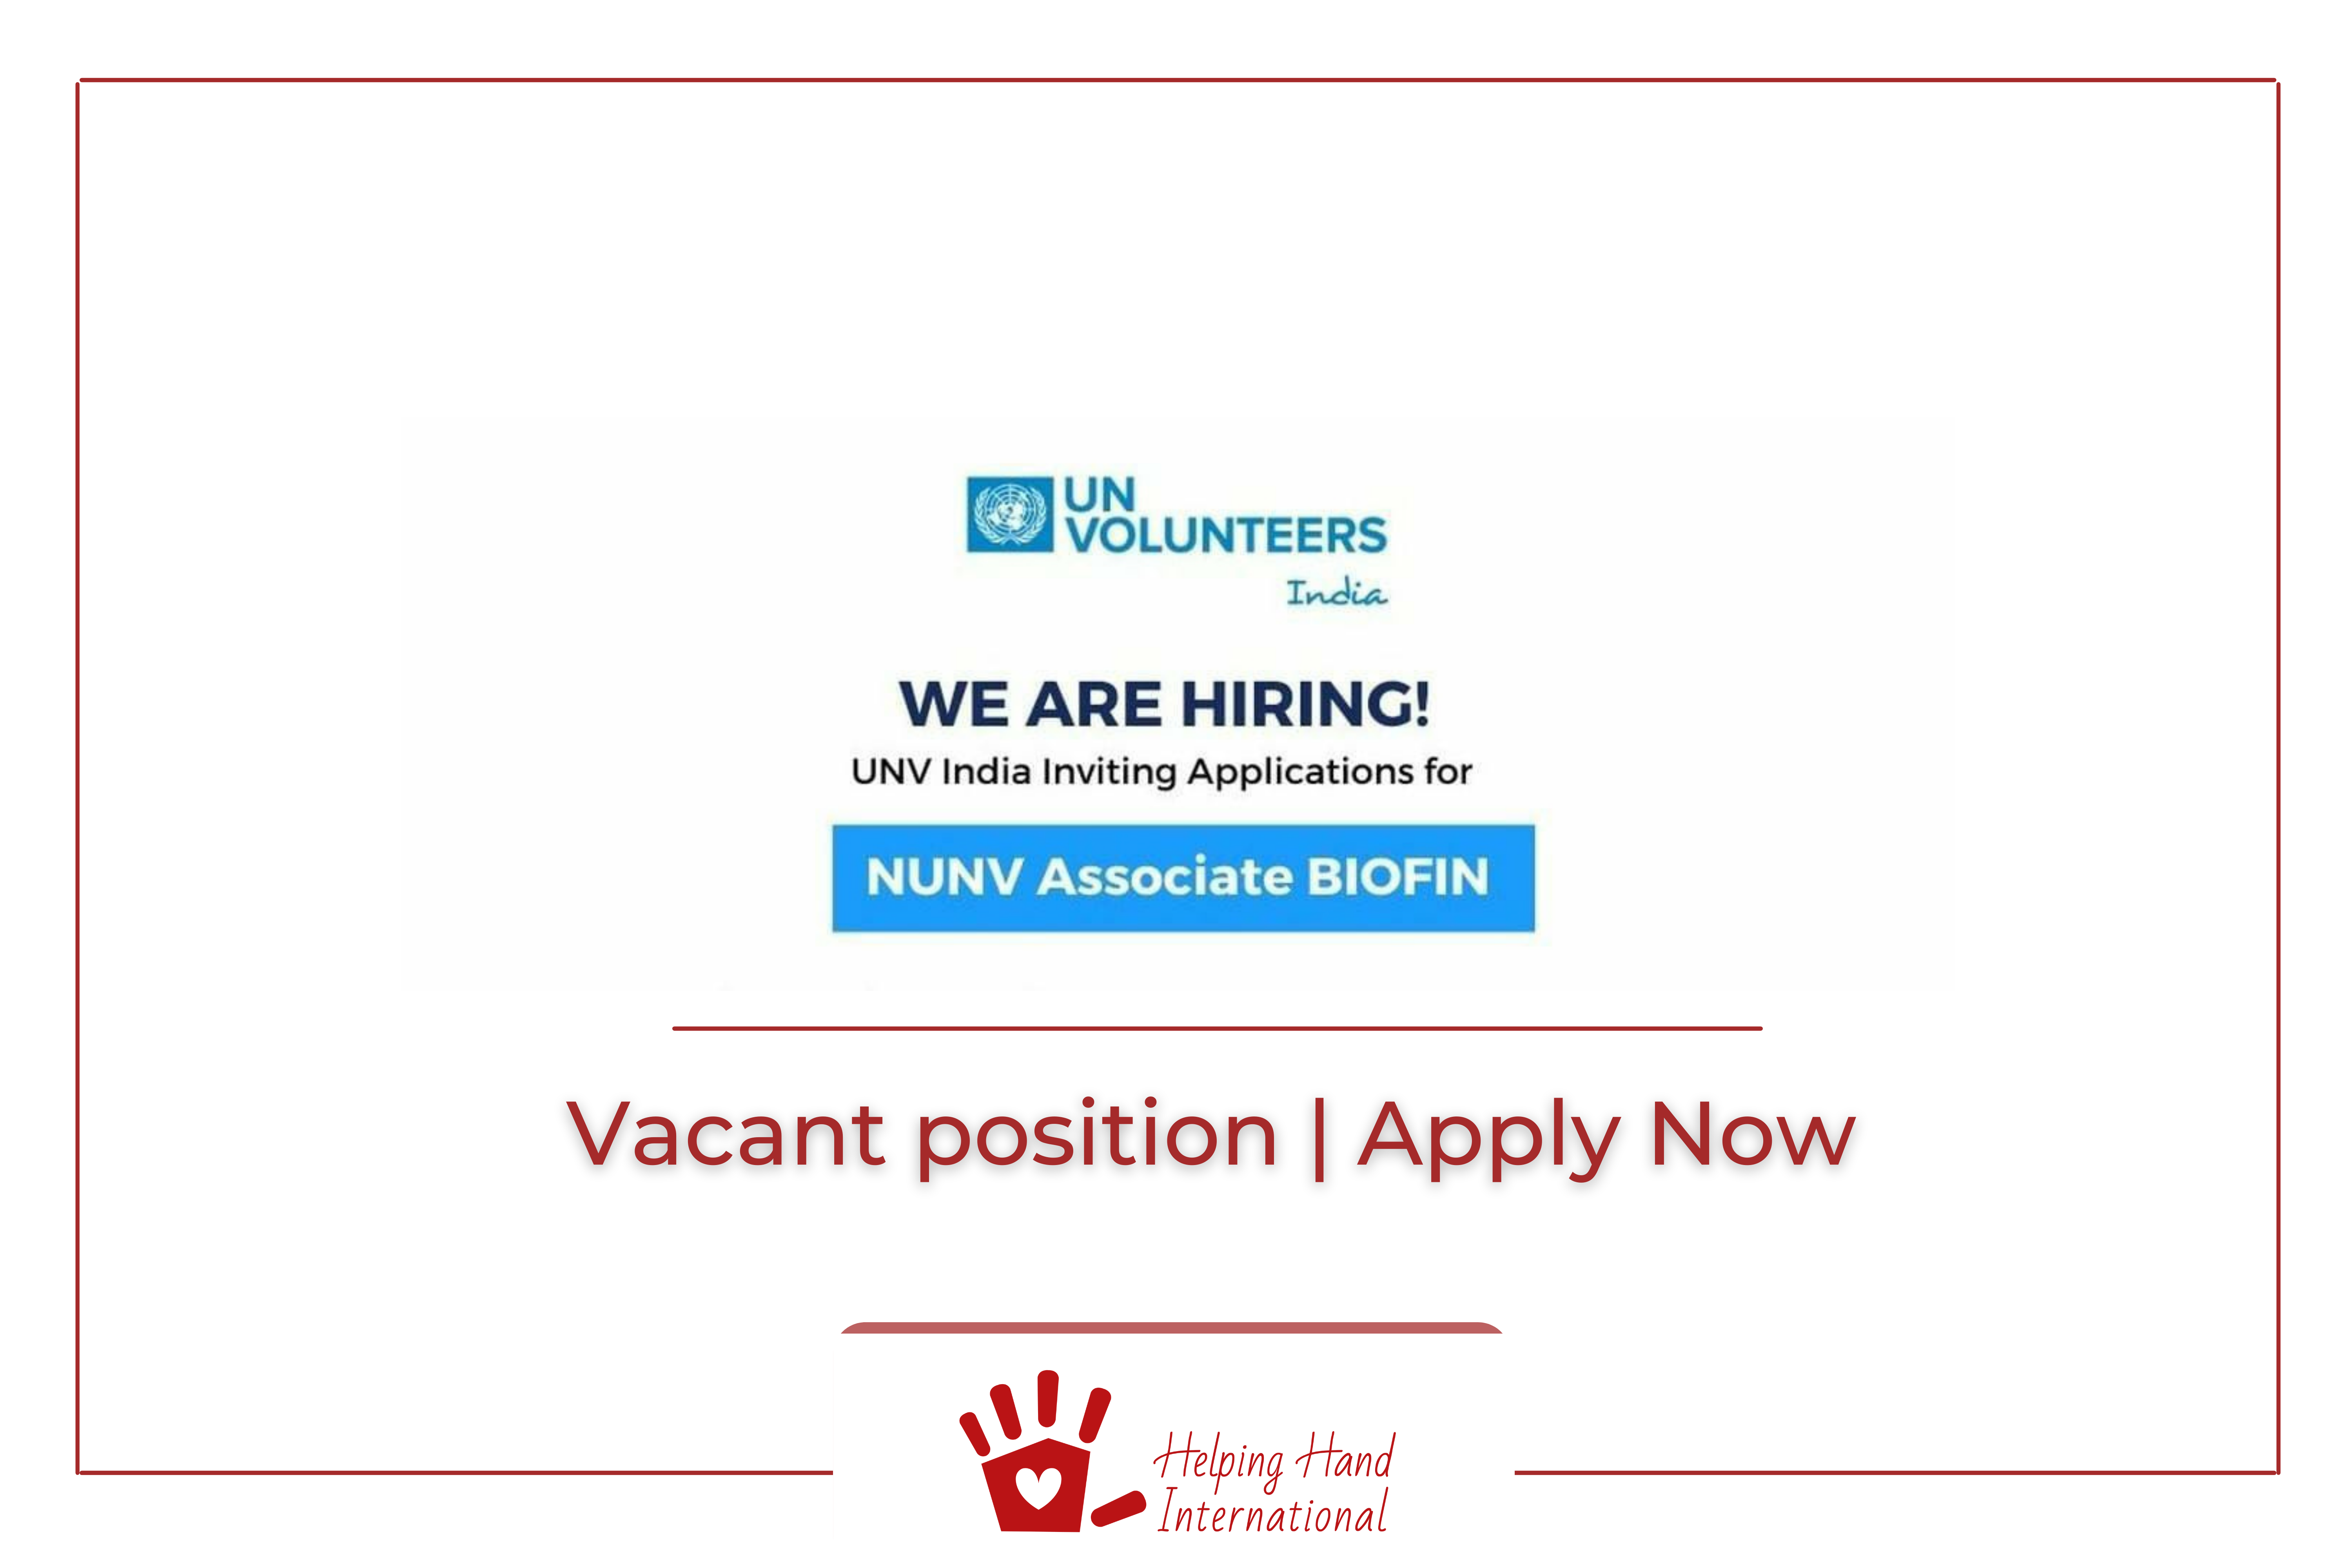 UN
VOLUNTEERS
India
WE ARE HIRING!
UNV India Inviting Applications for
NUNV Associate BIOFIN
Vacant position | Apply Now
Helping Hand
International